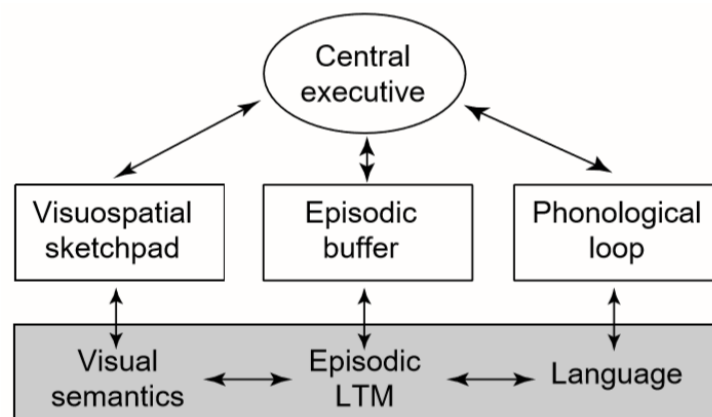 Central
executive
Visuospatial
sketchpad
Episodic
buffer
Phonological
loop
Visual
semantics
Episodic
LTM
Language